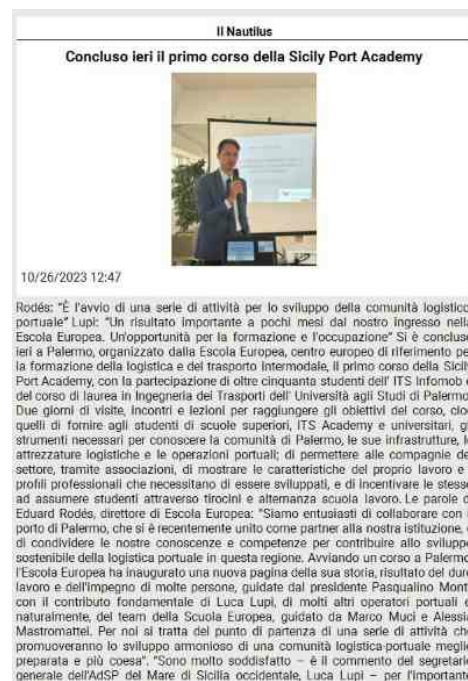 Il Nautilus
Concluso ieri il primo corso della Sicily Port Academy
10/26/2023 12:47
Rodés: "È l'avvio di una serie di attività per lo sviluppo della comunità logistico
portuale" Lupi: "Un risultato importante a pochi mesi dal nostro ingresso nella
Escola Europea. Un'opportunità per la formazione e l'occupazione" Si è concluso
ieri a Palermo, organizzato dalla Escola Europea, centro europeo di riferimento per
la formazione della logistica e del trasporto intermodale, il primo corso della Sicily
Port Academy, con la partecipazione di oltre cinquanta studenti dell' ITS Infomob e
del corso di laurea in Ingegneria dei Trasporti dell' Università agli Studi di Palermo.
Due giorni di visite, incontri e lezioni per raggiungere gli obiettivi del corso, cioè
quelli di fornire agli studenti di scuole superiori, ITS Academy e universitari, gli
strumenti necessari per conoscere la comunità di Palermo, le sue infrastrutture, le
attrezzature logistiche e le operazioni portuali; di permettere alle compagnie del
settore, tramite associazioni, di mostrare le caratteristiche del proprio lavoro e i
profili professionali che necessitano di essere sviluppati, e di incentivare le stesse
ad assumere studenti attraverso tirocini e alternanza scuola lavoro. Le parole di
Eduard Rodés, direttore di Escola Europea: "Siamo entusiasti di collaborare con il
porto di Palermo, che si è recentemente unito come partner alla nostra istituzione, e
di condividere le nostre conoscenze e competenze per contribuire allo sviluppo
sostenibile della logistica portuale in questa regione. Avviando un corso a Palermo
l'Escola Europea ha inaugurato una nuova pagina della sua storia, risultato del duro
lavoro e dell'impegno di molte persone, guidate dal presidente Pasqualino Monti
con il contributo fondamentale di Luca Lupi, di molti altri operatori portuali e
naturalmente, del team della Scuola Europea, guidato da Marco Muci e Alessia
Mastromattei. Per noi si tratta del punto di partenza di una serie di attività che
promuoveranno lo sviluppo armonioso di una comunità logistica-portuale meglio
preparata e più coesa". "Sono molto soddisfatto – è il commento del segretario
generale dell'AdSP del Mare di Sicilia occidentale, Luca Lupi – per l'importante